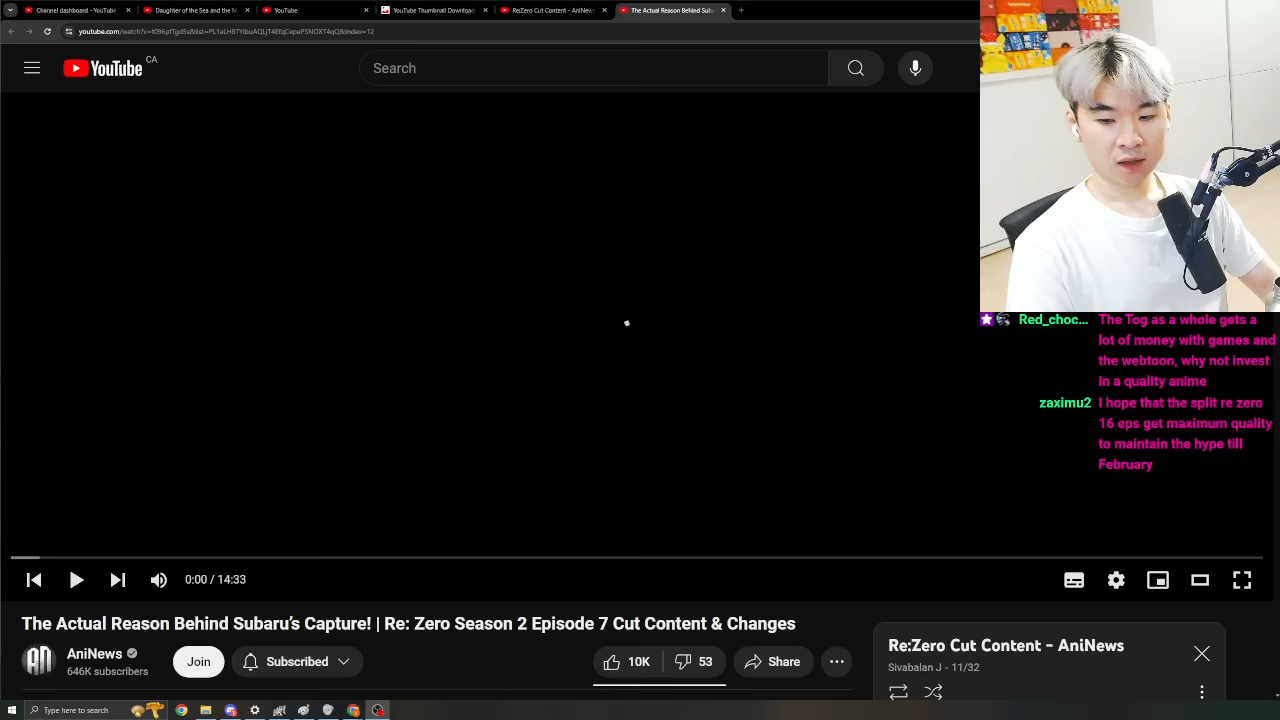 Channel dashboard - YouTube
Daughter of the Sea and the M
YouTube
YouTube Thumbnail Download
Re:Zero Cut Content - AniNews
The Actual Reason Behind Sub
YouTube CA
Search
Red_choc... The Tog as a whole gets a
lot of money with games and
the webtoon, why not invest
in a quality anime
zaximu2 I hope that the split re zero
16 eps get maximum quality
to maintain the hype till
February
0:00 / 14:33
The Actual Reason Behind Subaru's Capture! | Re: Zero Season 2 Episode 7 Cut Content & Changes
AniNews
646K subscribers
Join
Subscribed
10K
53
Share
Re:Zero Cut Content - AniNews
Sivabalan J - 11/32
Type here to search